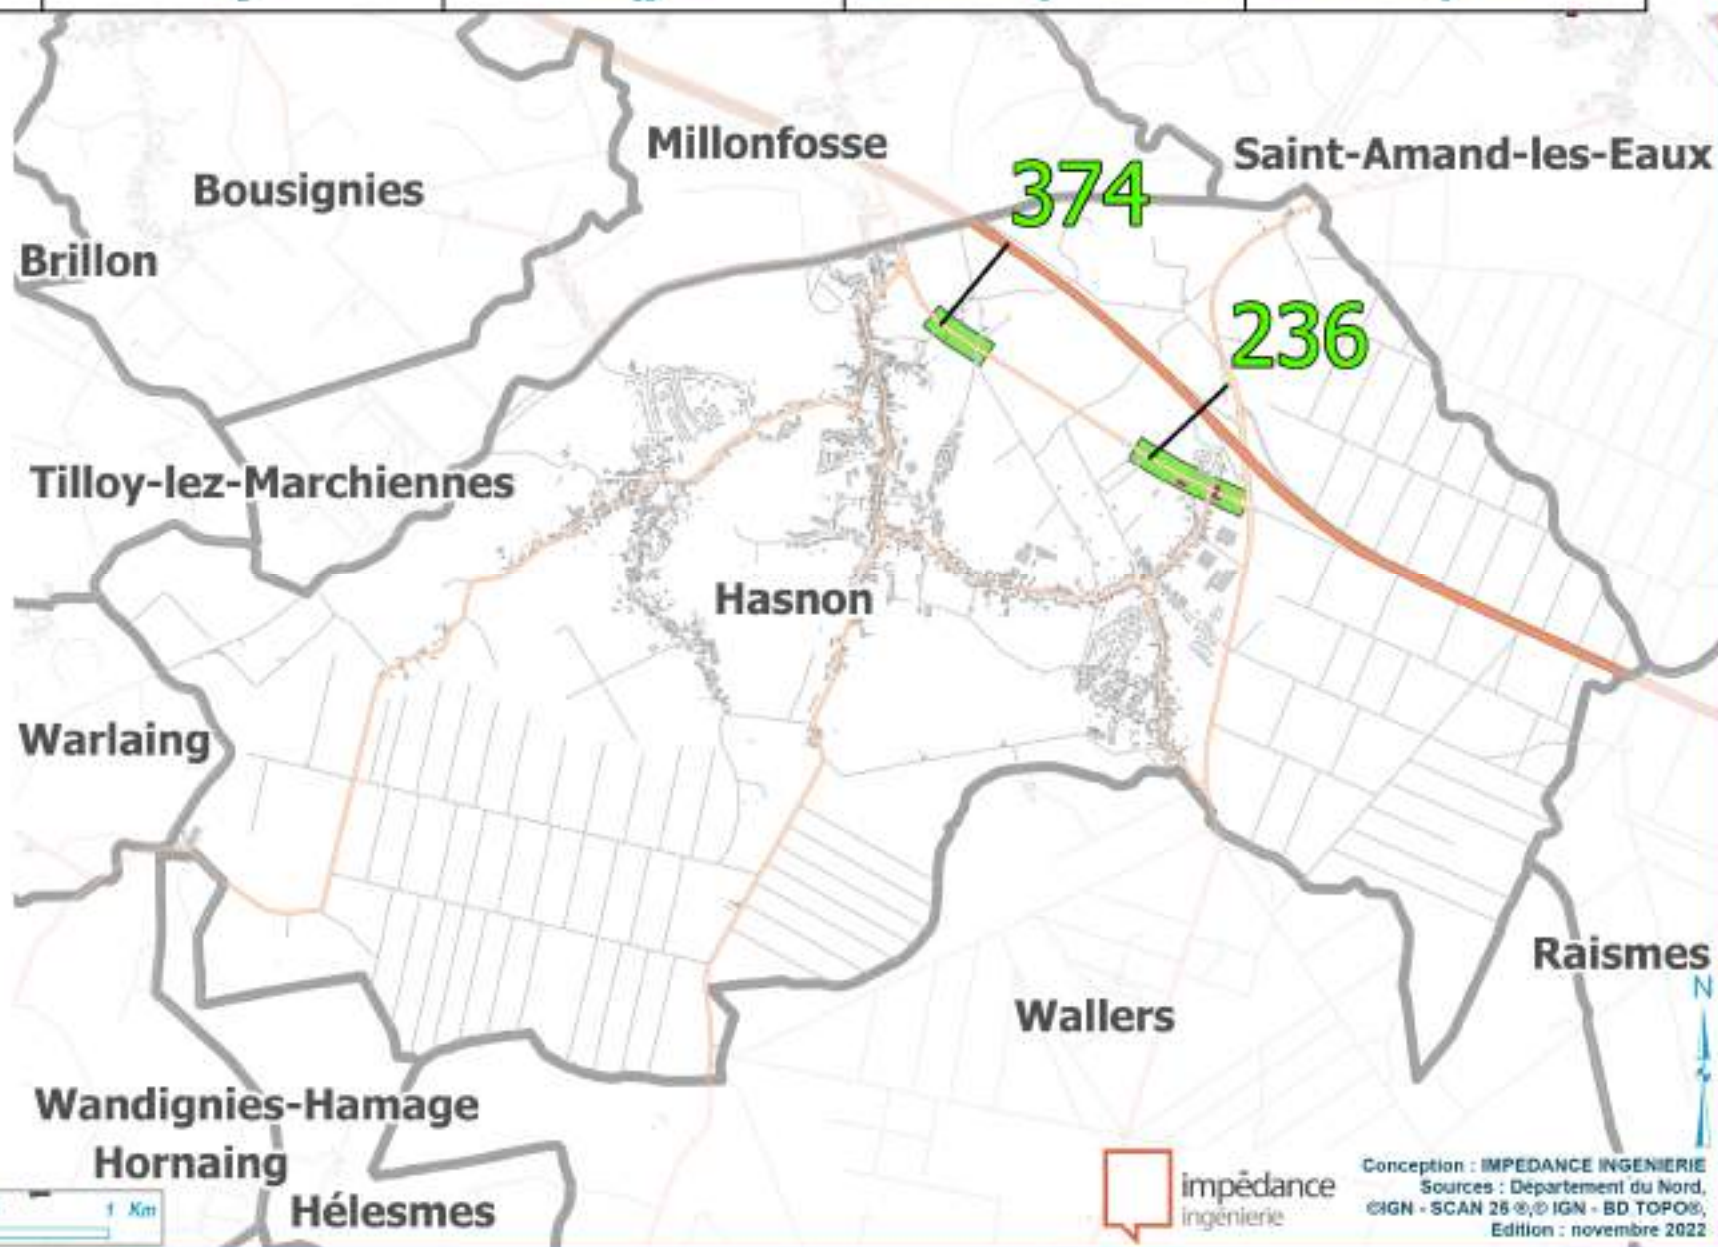 Millonfosse
Saint-Amand-les-Eaux
374
Bousignies
Brillon
236
Tilloy-lez-Marchiennes
Hasnon
Warlaing
Raismes
N
Wallers
Wandignies-Hamage
Hornaing
Hélesmes
1 Km
impédance
ingénierie
Conception : IMPEDANCE INGENIERIE
Sources : Département du Nord,
©IGN - SCAN 25 ®,© IGN - BD TOPO®,
Edition : novembre 2022